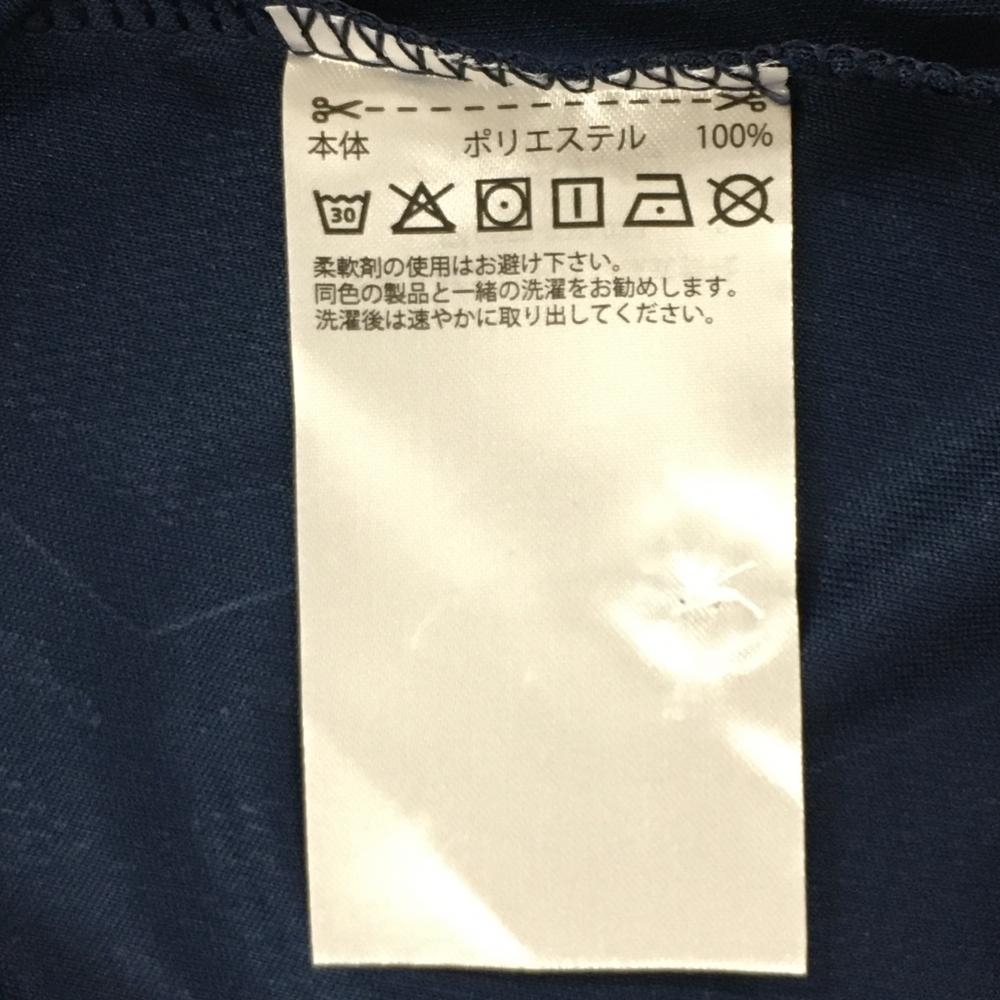 本体 ポリエステル 100%
30
柔軟剤の使用はお避け下さい。
同色の製品と一緒の洗濯をお勧めします。
洗濯後は速やかに取り出してください。